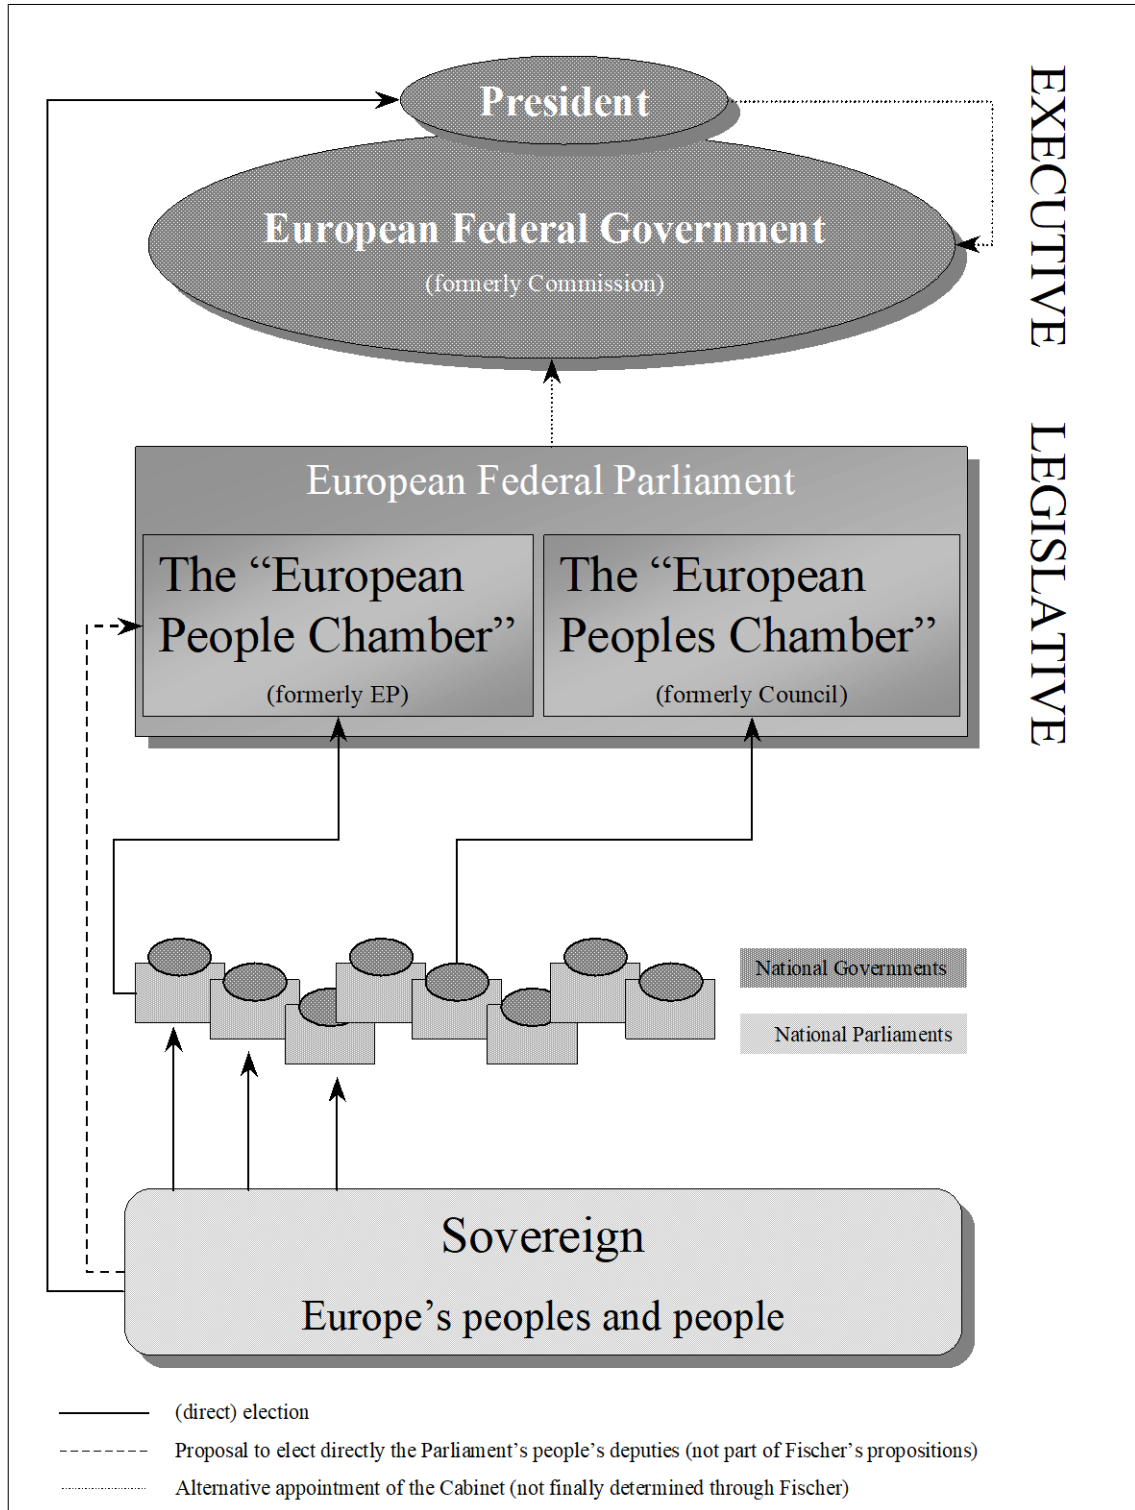 President
European Federal Government
(formerly Commission)
EXECUTIVE
European Federal Parliament
The “European
People Chamber”
(formerly EP)
The “European
Peoples Chamber”
(formerly Council)
LEGISLATIVE
National Governments
National Parliaments
Sovereign
Europe’s peoples and people
(direct) election
Proposal to elect directly the Parliament’s people’s deputies (not part of Fischer’s propositions)
Alternative appointment of the Cabinet (not finally determined through Fischer)